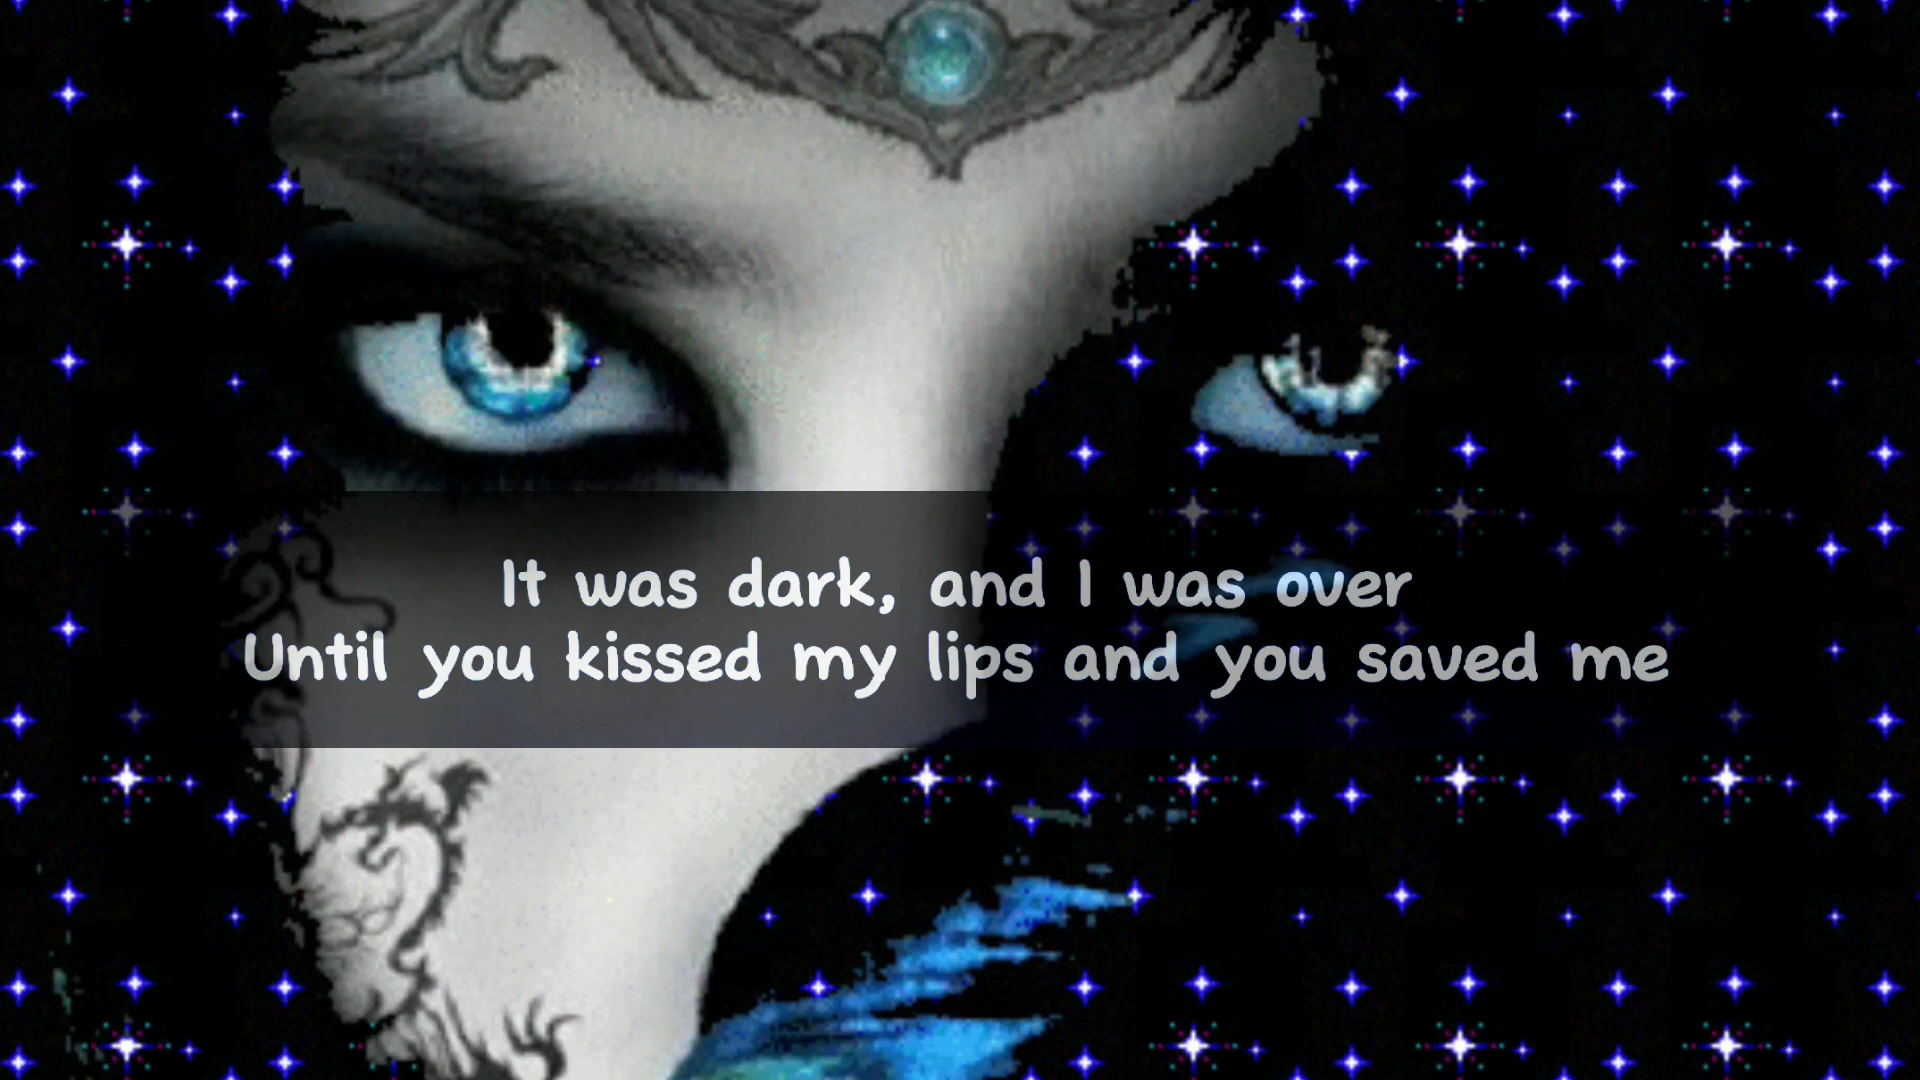 It was dark, and I was over
Until you kissed my lips and you saved me